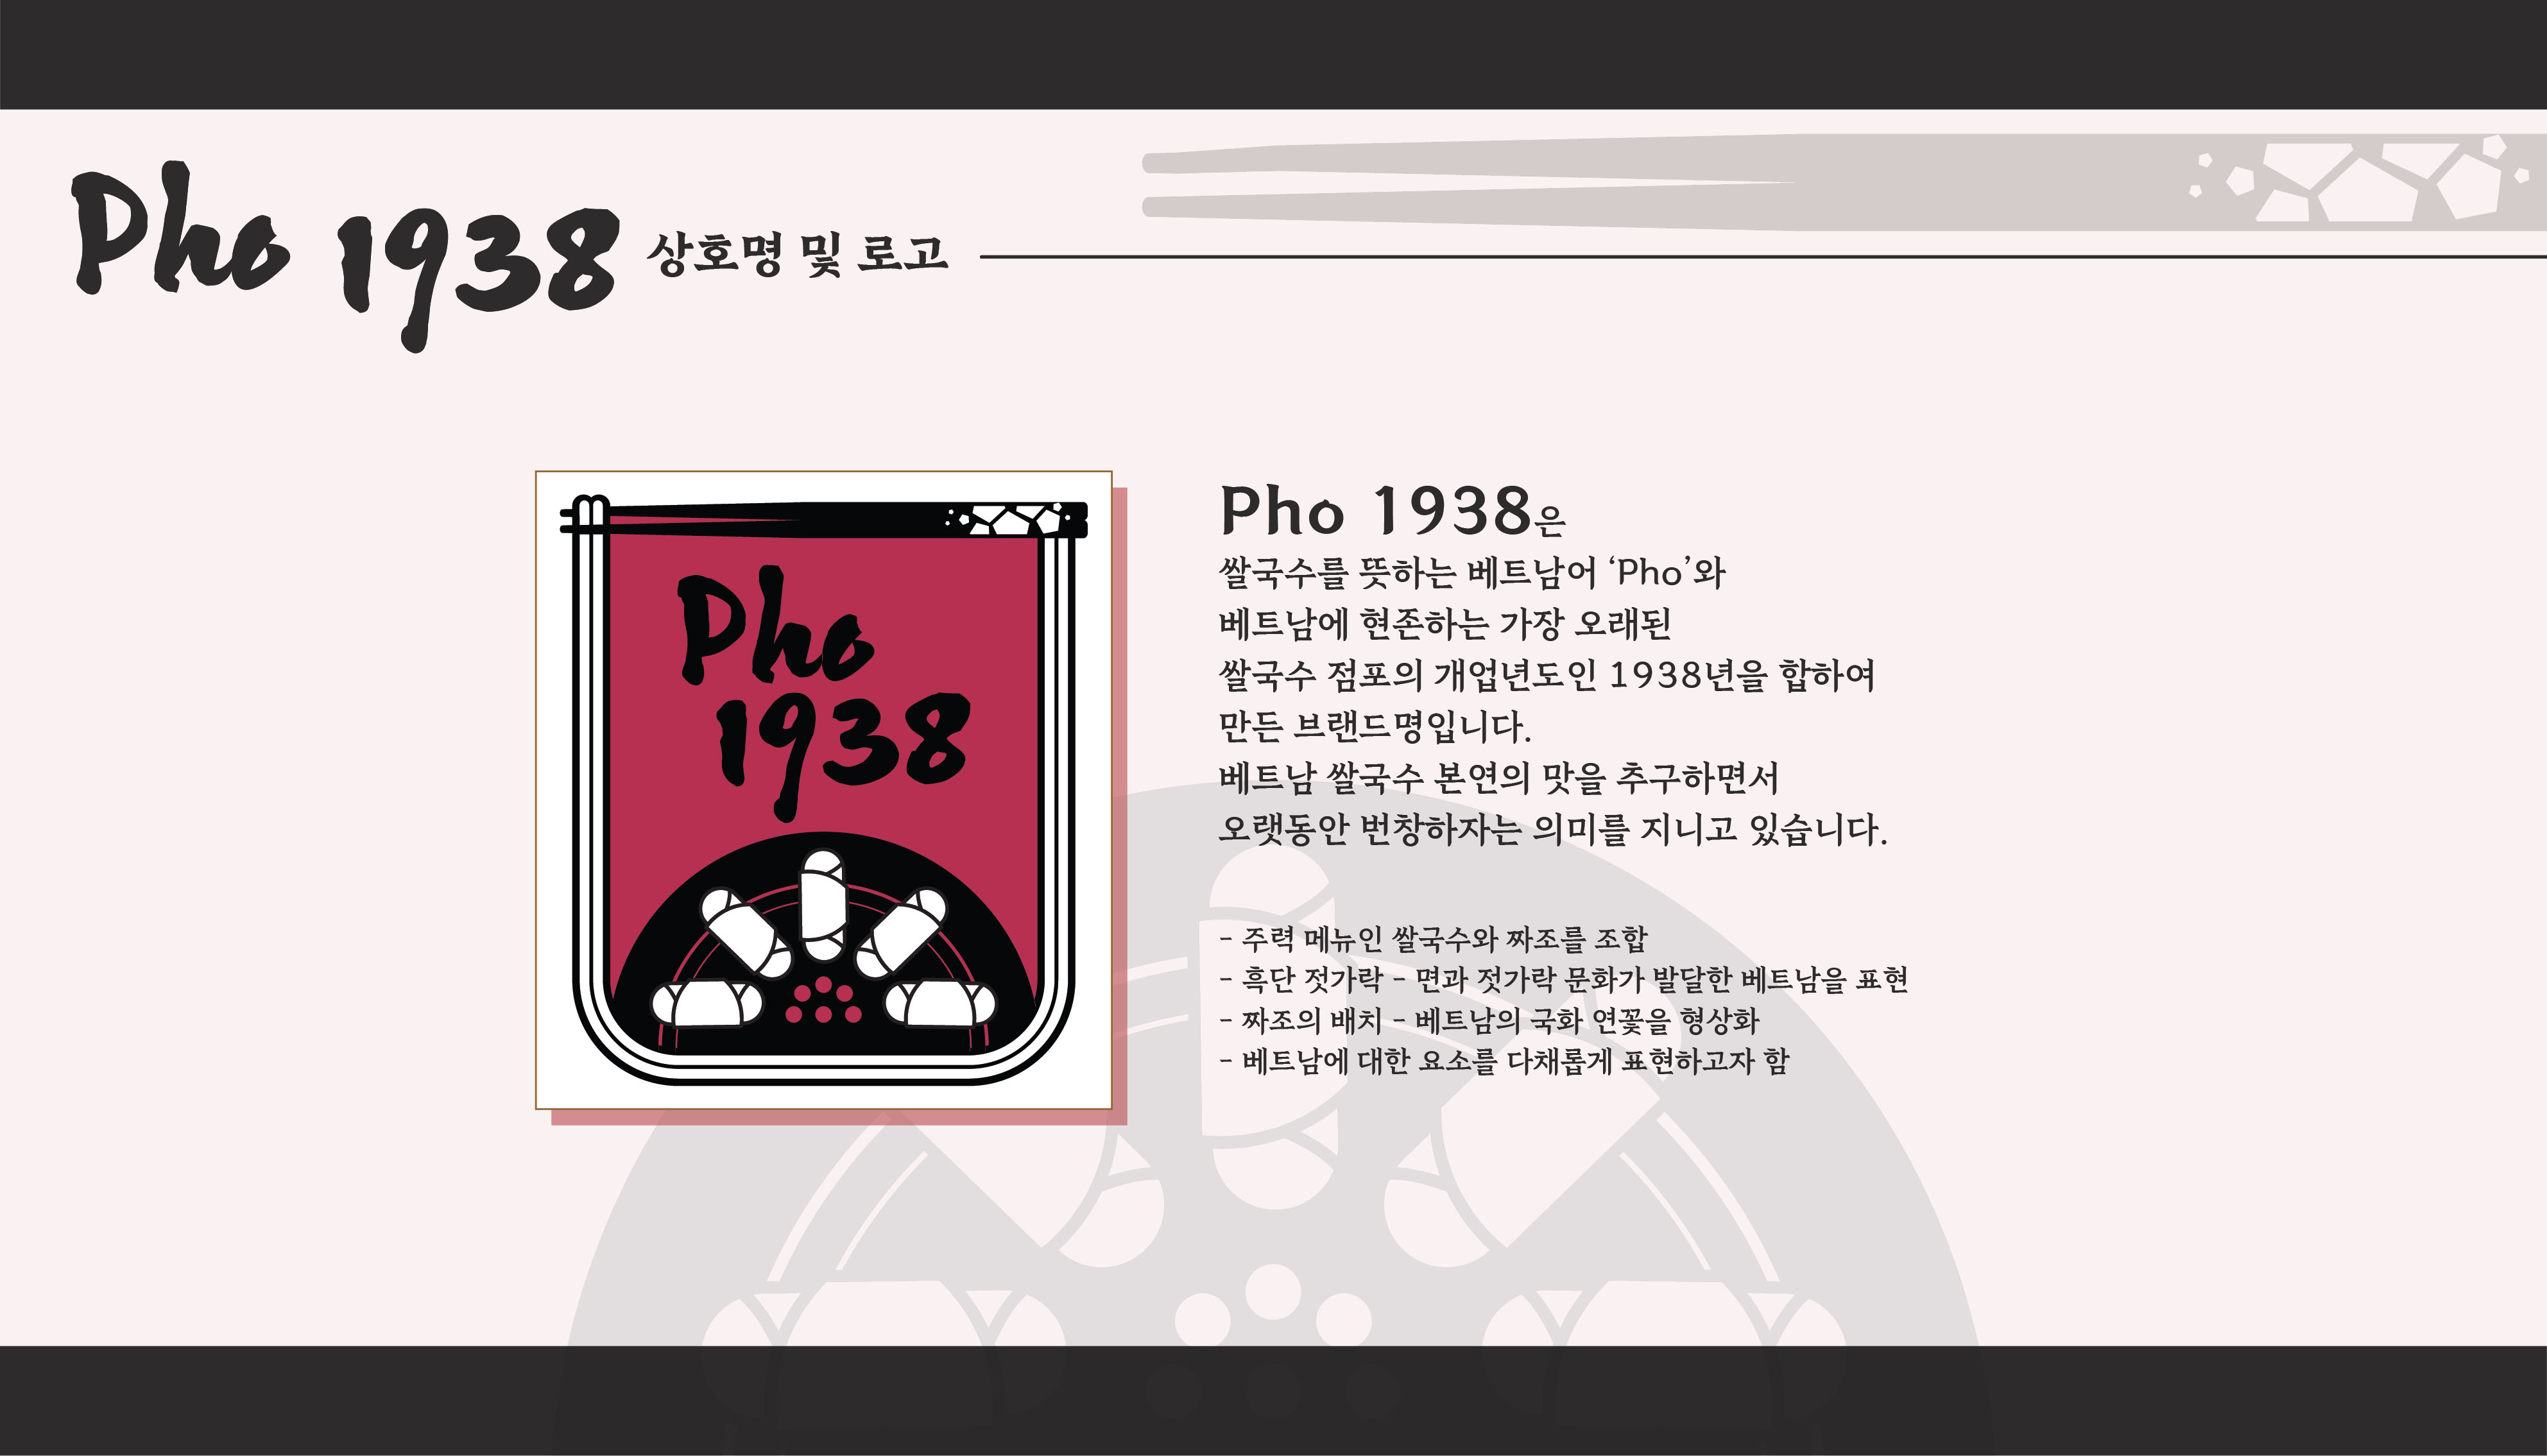 Pho 1938 상호명 및 로고
Pho
1938
Pho 1938은
쌀국수를 뜻하는 베트남어 ‘Pho’와
베트남에 현존하는 가장 오래된
쌀국수 점포의 개업년도인 1938년을 합하여
만든 브랜드명입니다.
베트남 쌀국수 본연의 맛을 추구하면서
오랫동안 번창하자는 의미를 지니고 있습니다.
- 주력 메뉴인 쌀국수와 짜조를 조합
- 흑단 젓가락 - 면과 젓가락 문화가 발달한 베트남을 표현
- 짜조의 배치 - 베트남의 국화 연꽃을 형상화
- 베트남에 대한 요소를 다채롭게 표현하고자 함